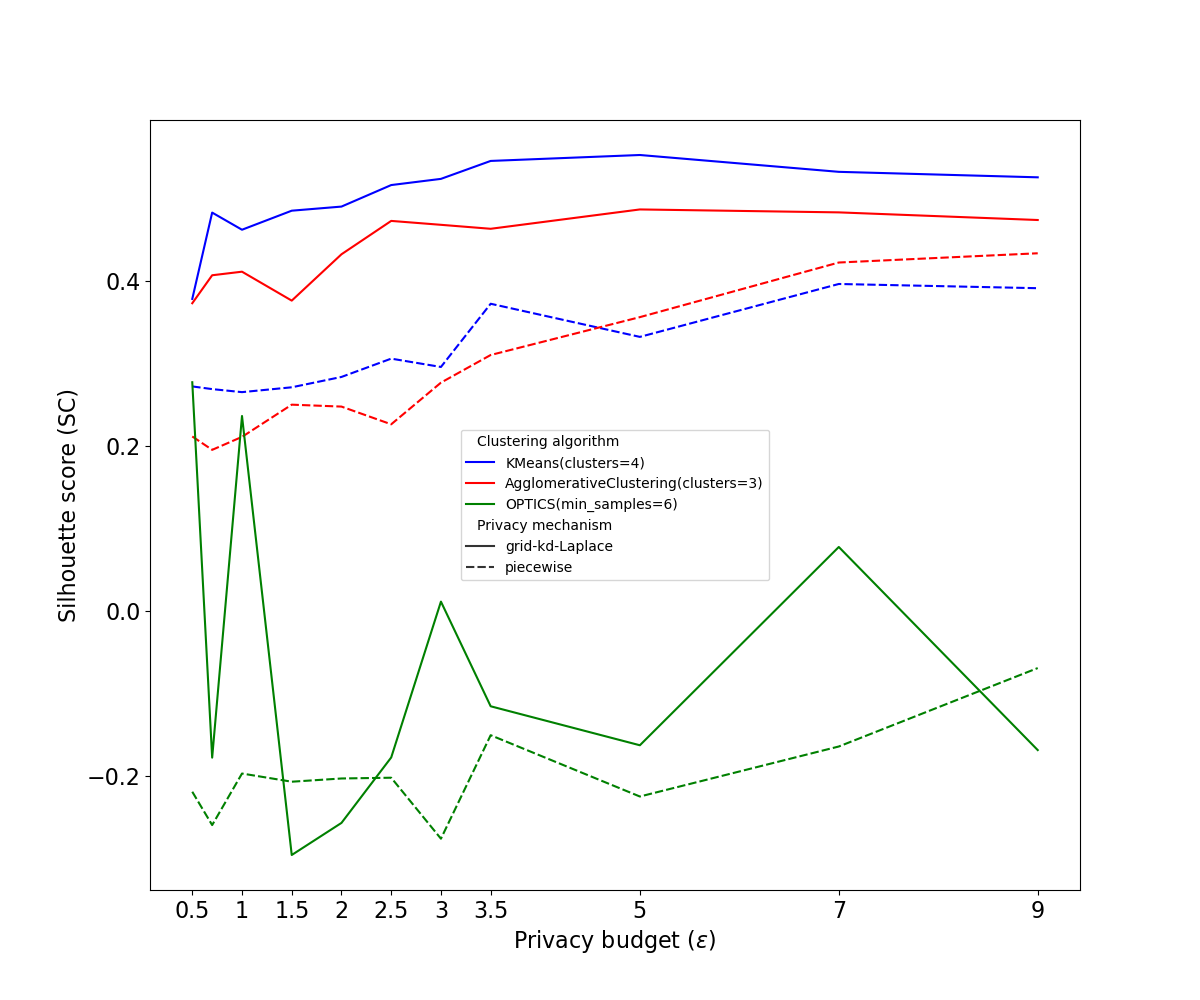 0.4
0.2
0.0
−0.2
Silhouette score (SC)
Clustering algorithm
KMeans(clusters=4)
AgglomerativeClustering(clusters=3)
OPTICS(min_samples=6)
Privacy mechanism
grid-kd-Laplace
piecewise
0.5 1 1.5 2 2.5 3 3.5 5 7 9
Privacy budget (ε)